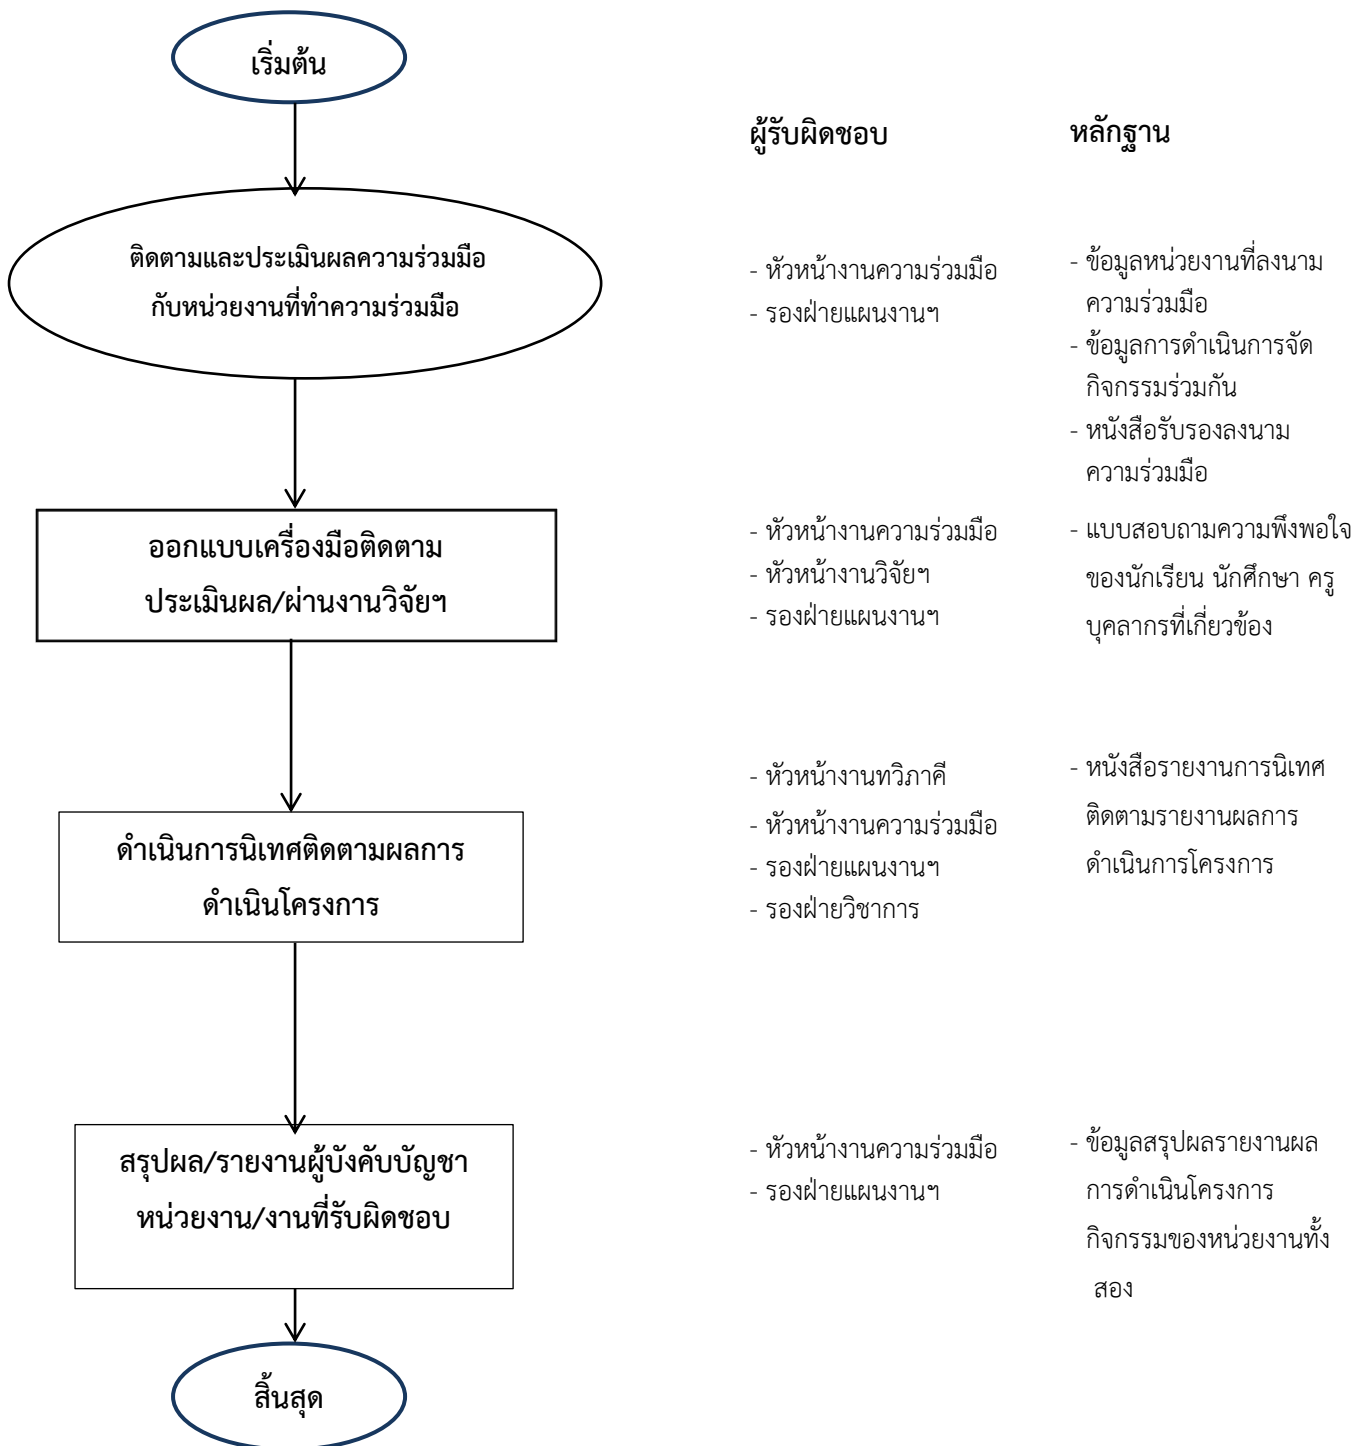 เริ่มต้น
ผู้รับผิดชอบ
หลักฐาน
ติดตามและประเมินผลความร่วมมือ
กับหน่วยงานที่ทำความร่วมมือ
- หัวหน้างานความร่วมมือ
- รองฝ่ายแผนงานฯ
- ข้อมูลหน่วยงานที่ลงนาม
ความร่วมมือ
- ข้อมูลการดำเนินการจัด
กิจกรรมร่วมกัน
- หนังสือรับรองลงนาม
ความร่วมมือ
ออกแบบเครื่องมือติดตาม
ประเมินผล/ผ่านงานวิจัยฯ
- หัวหน้างานความร่วมมือ
- หัวหน้างานวิจัยฯ
- รองฝ่ายแผนงานฯ
- แบบสอบถามความพึงพอใจ
ของนักเรียน นักศึกษา ครู
บุคลากรที่เกี่ยวข้อง
ดำเนินการนิเทศติดตามผลการ
ดำเนินโครงการ
- หัวหน้างานทวิภาคี
- หัวหน้างานความร่วมมือ
- รองฝ่ายแผนงานฯ
- รองฝ่ายวิชาการ
- หนังสือรายงานการนิเทศ
ติดตามรายงานผลการ
ดำเนินการโครงการ
สรุปผล/รายงานผู้บังคับบัญชา
หน่วยงาน/งานที่รับผิดชอบ
- หัวหน้างานความร่วมมือ
- รองฝ่ายแผนงานฯ
- ข้อมูลสรุปผลรายงานผล
การดำเนินโครงการ
กิจกรรมของหน่วยงานทั้ง
สอง
สิ้นสุด